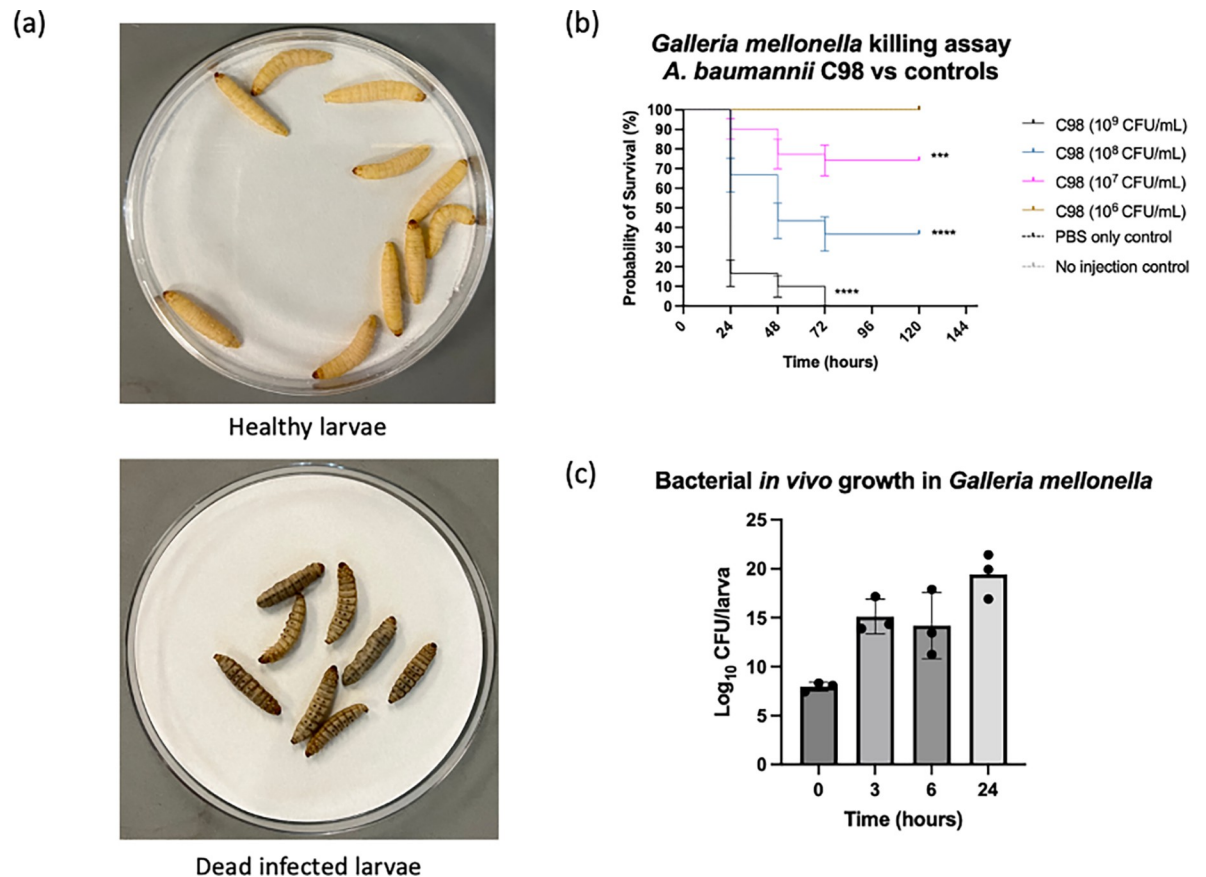 (a)
Healthy larvae
Dead infected larvae
(b)
Galleria mellonella killing assay
A. baumannii C98 vs controls
Probability of Survival (%)
100
90
80
70
60
50
40
30
20
10
0
0
24
48
72
96
120
144
Time (hours)
***
****
****
C98 (10⁹ CFU/mL)
C98 (10⁸ CFU/mL)
C98 (10⁷ CFU/mL)
C98 (10⁶ CFU/mL)
PBS only control
No injection control
(c)
Bacterial in vivo growth in Galleria mellonella
Log₁₀ CFU/larva
25
20
15
10
5
0
0
3
6
24
Time (hours)